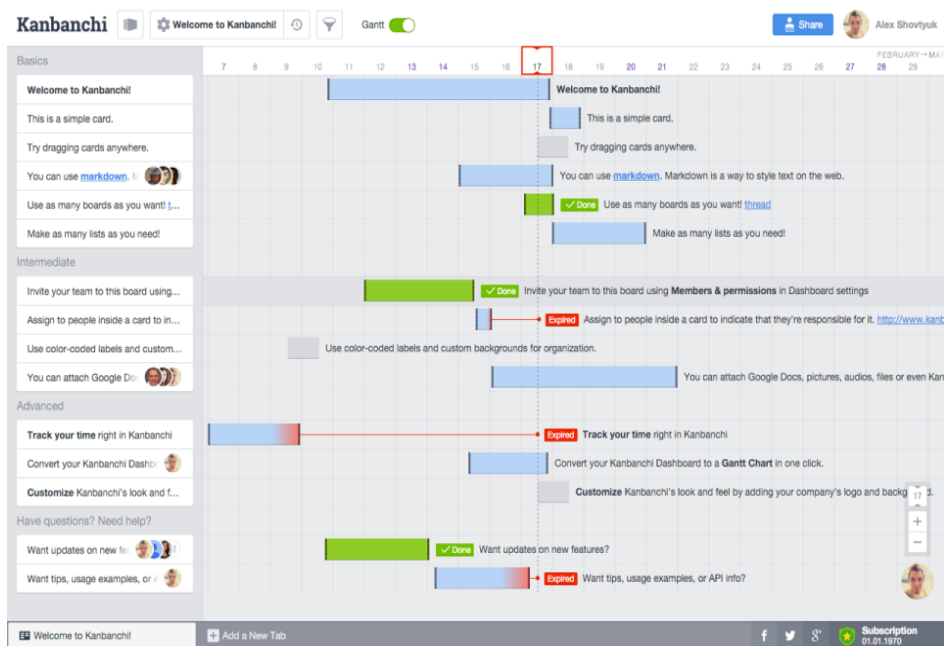 Kanbanchi
Welcome to Kanbanchi!
Gantt
Share
Alex Shovtyuk
FEBRUARY→MA
7 8 9 10 11 12 13 14 15 16 17 18 19 20 21 22 23 24 25 26 27 28 29
Basics
Welcome to Kanbanchi! Welcome to Kanbanchi!
This is a simple card. This is a simple card.
Try dragging cards anywhere. Try dragging cards anywhere.
You can use markdown. You can use markdown. Markdown is a way to style text on the web.
Use as many boards as you want! t... Done Use as many boards as you want! thread
Make as many lists as you need! Make as many lists as you need!
Intermediate
Invite your team to this board using... Done Invite your team to this board using Members & permissions in Dashboard settings
Assign to people inside a card to in... Expired Assign to people inside a card to indicate that they're responsible for it. http://www.kanb
Use color-coded labels and custom... Use color-coded labels and custom backgrounds for organization.
You can attach Google Do You can attach Google Docs, pictures, audios, files or even Kan
Advanced
Track your time right in Kanbanchi Expired Track your time right in Kanbanchi
Convert your Kanbanchi Dashb Convert your Kanbanchi Dashboard to a Gantt Chart in one click.
Customize Kanbanchi's look and f... Customize Kanbanchi's look and feel by adding your company's logo and backg d.
17
Have questions? Need help?
Want updates on new fe Done Want updates on new features?
Want tips, usage examples, or A Expired Want tips, usage examples, or API info?
Welcome to Kanbanchi!
Add a New Tab
Subscription
01.01.1970